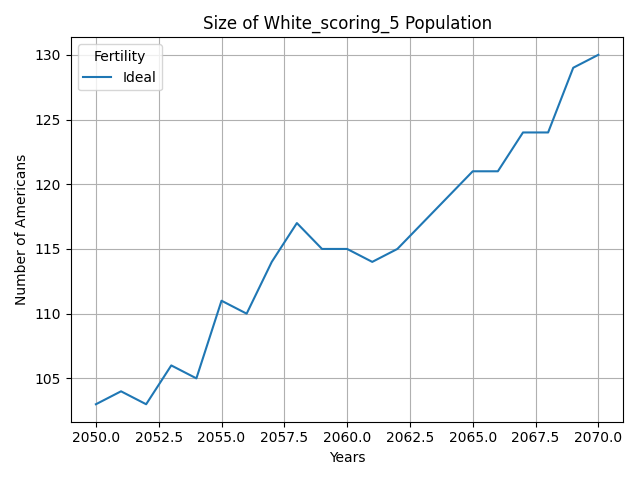 Size of White_scoring_5 Population
Fertility
Ideal
Number of Americans
130
125
120
115
110
105
2050.0 2052.5 2055.0 2057.5 2060.0 2062.5 2065.0 2067.5 2070.0
Years